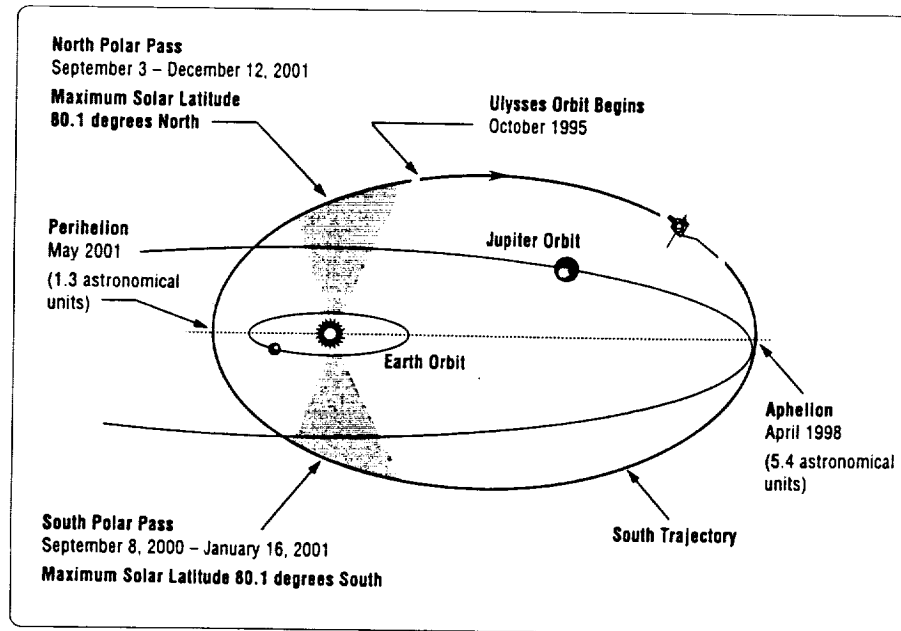 North Polar Pass
September 3 – December 12, 2001
Maximum Solar Latitude
80.1 degrees North
Ulysses Orbit Begins
October 1995
Perihelion
May 2001
(1.3 astronomical
units)
Jupiter Orbit
Earth Orbit
Aphelion
April 1998
(5.4 astronomical
units)
South Trajectory
South Polar Pass
September 8, 2000 – January 16, 2001
Maximum Solar Latitude 80.1 degrees South